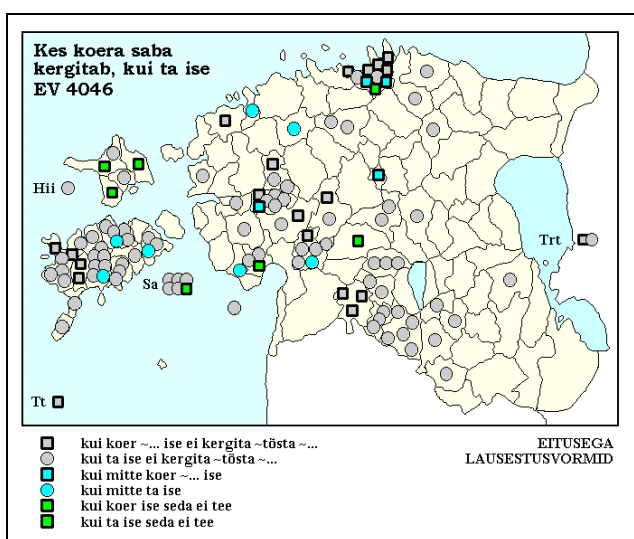 Kes koera saba
kergitab, kui ta ise
EV 4046
Hii
Trt
Sa
Tt
kui koer ~... ise ei kergita ~tõsta ~...
kui ta ise ei kergita ~tõsta ~...
kui mitte koer ~... ise
kui mitte ta ise
kui koer ise seda ei tee
kui ta ise seda ei tee
EITUSEGA
LAUSESTUSVORMID